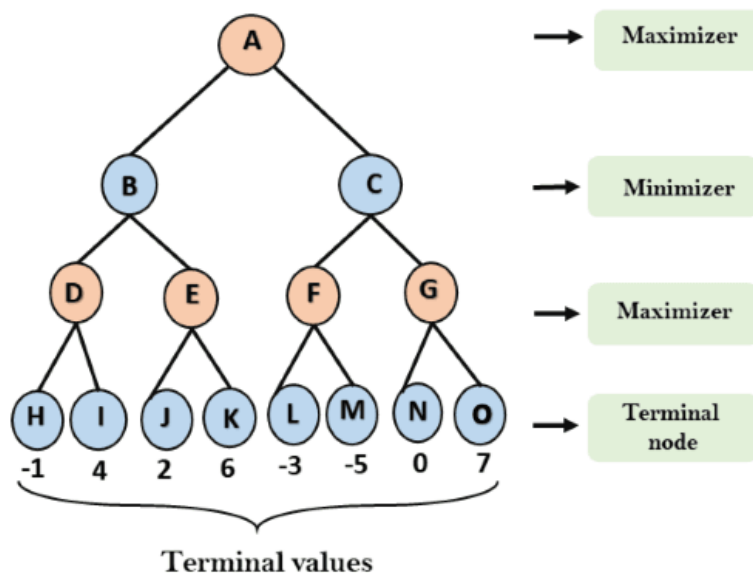 A
Maximizer
B
C
Minimizer
D
E
F
G
Maximizer
H
I
J
K
L
M
N
O
Terminal
node
-1
4
2
6
-3
-5
0
7
Terminal values